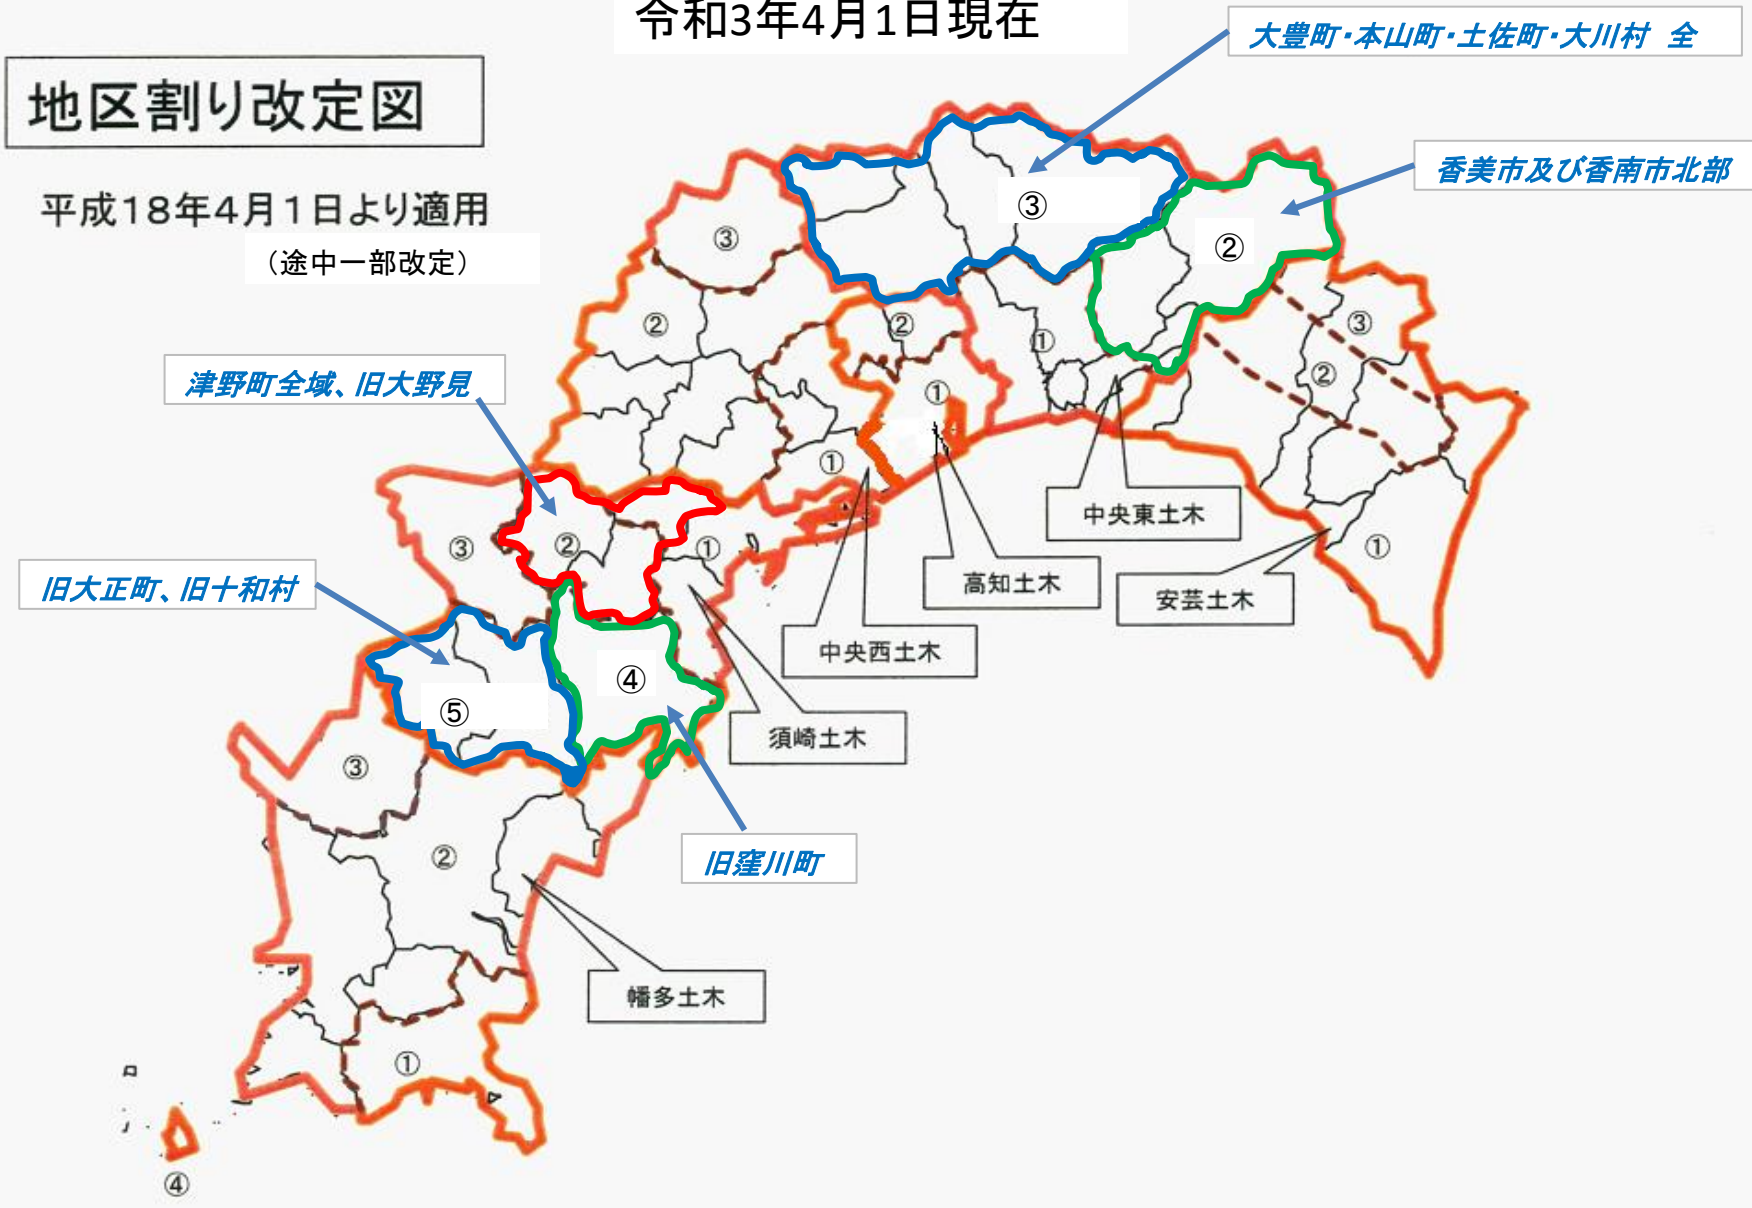 令和3年4月1日現在
大豊町・本山町・土佐町・大川村 全
地区割り改定図
香美市及び香南市北部
平成18年4月1日より適用
(途中一部改定)
③
③
②
②
②
③
①
②
①
①
津野町全域、旧大野見
中央東土木
③
②
①
①
高知土木
安芸土木
旧大正町、旧十和村
中央西土木
④
⑤
須崎土木
③
②
旧窪川町
幡多土木
①
④